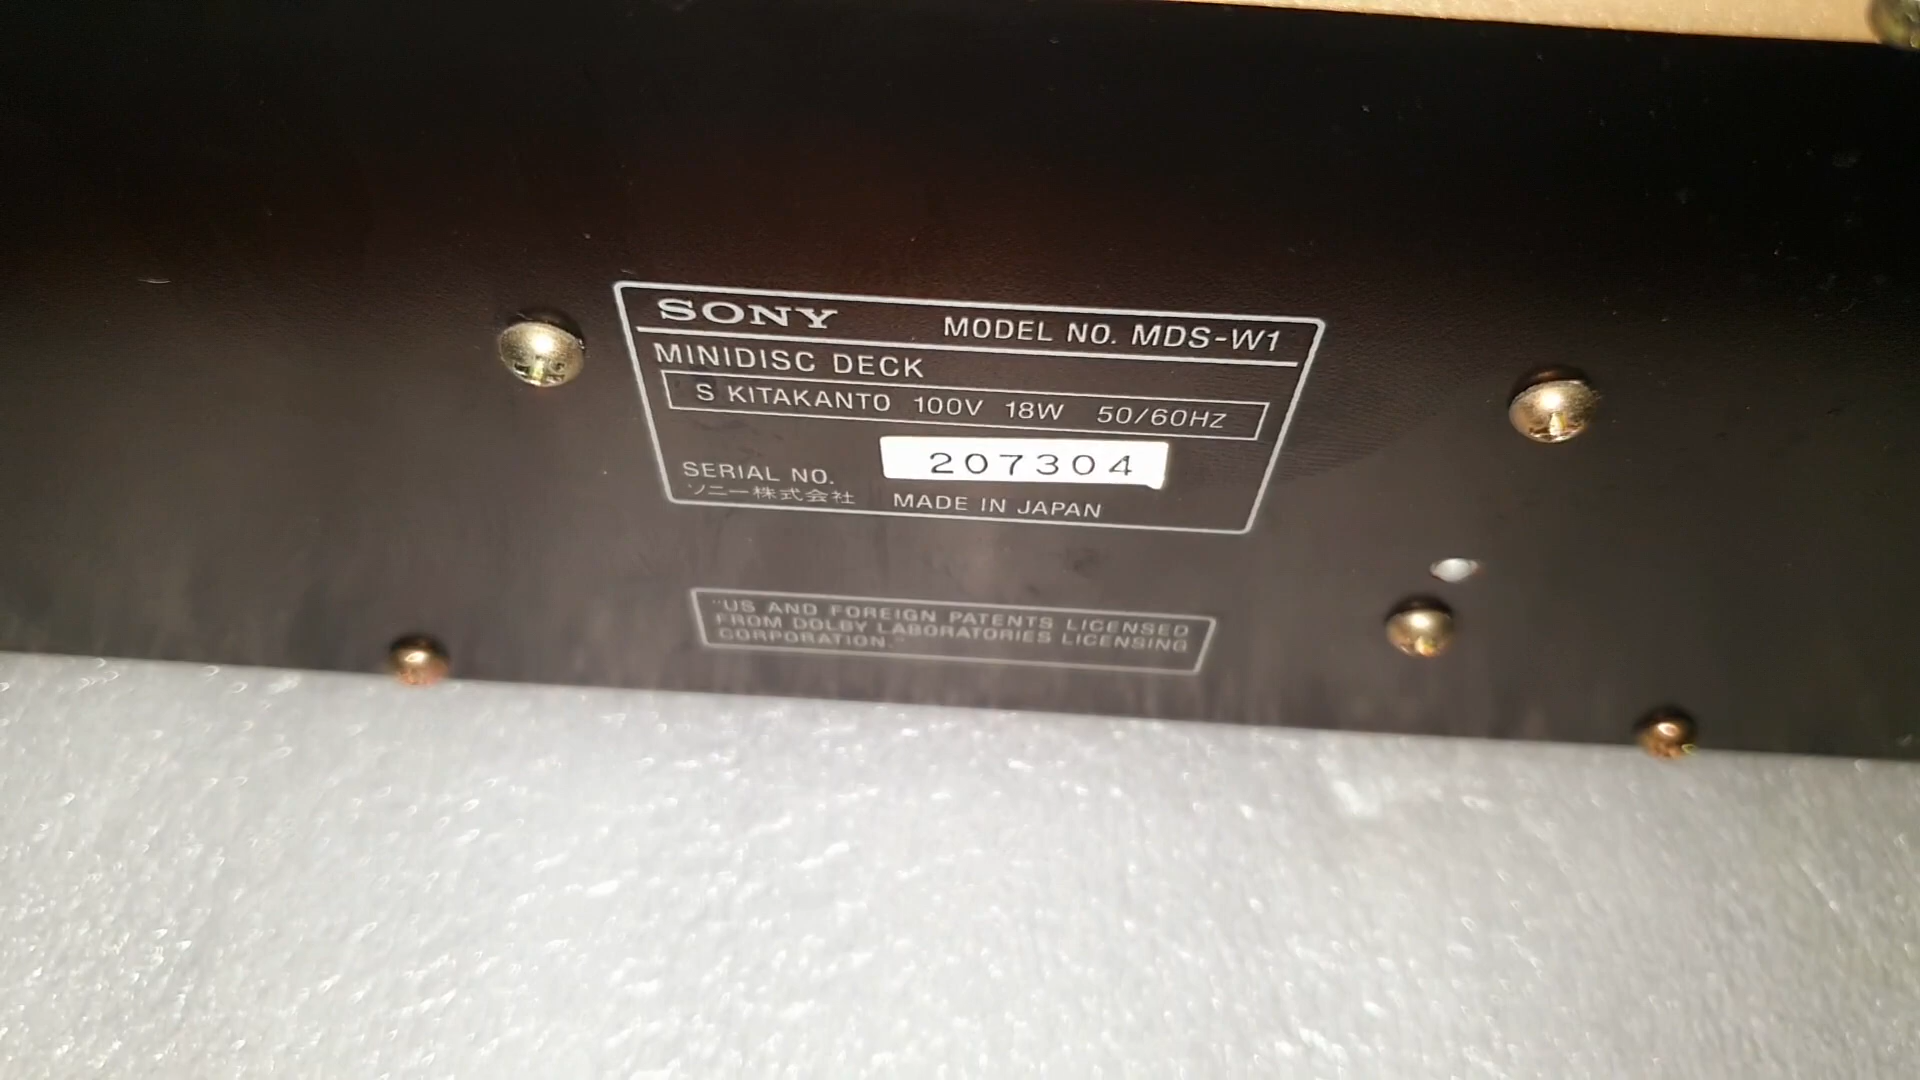 SONY MODEL NO. MDS-W1
MINIDISC DECK
S KITAKANTO 100V 18W 50/60HZ
SERIAL NO. 207304
ソニー株式会社 MADE IN JAPAN
"US AND FOREIGN PATENTS LICENSED
FROM DOLBY LABORATORIES LICENSING
CORPORATION."